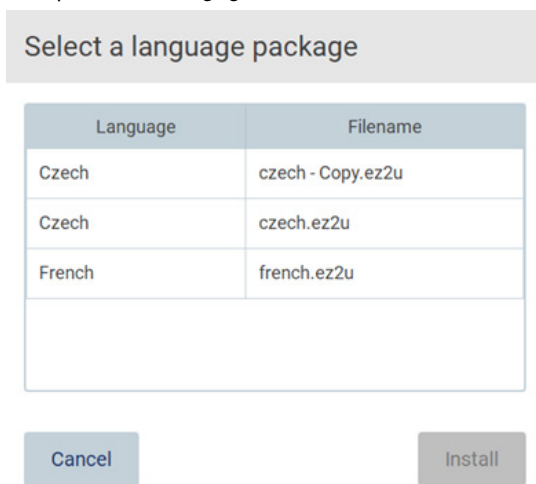 Select a language package
Language Filename
Czech czech - Copy.ez2u
Czech czech.ez2u
French french.ez2u
Cancel Install